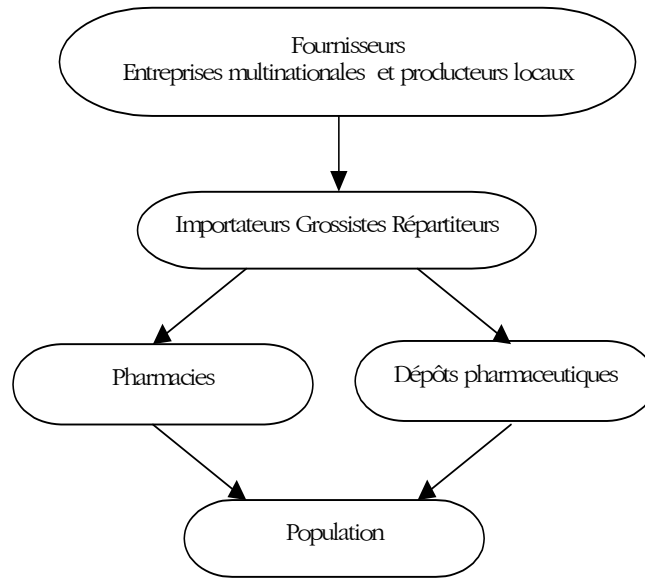 Fournisseurs
Entreprises multinationales et producteurs locaux
Importateurs Grossistes Répartiteurs
Pharmacies
Dépôts pharmaceutiques
Population